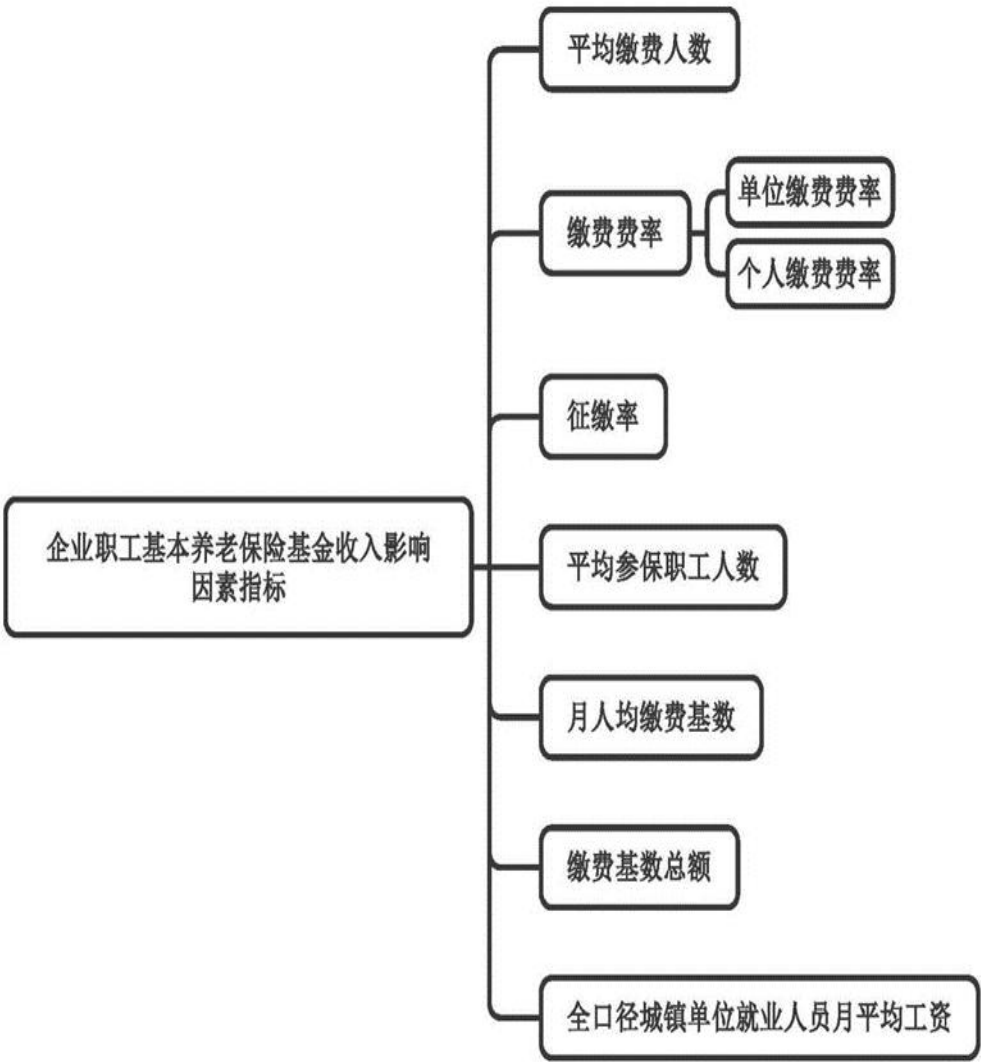 平均缴费人数
缴费费率
单位缴费费率
个人缴费费率
征缴率
企业职工基本养老保险基金收入影响
因素指标
平均参保职工人数
月人均缴费基数
缴费基数总额
全口径城镇单位就业人员月平均工资